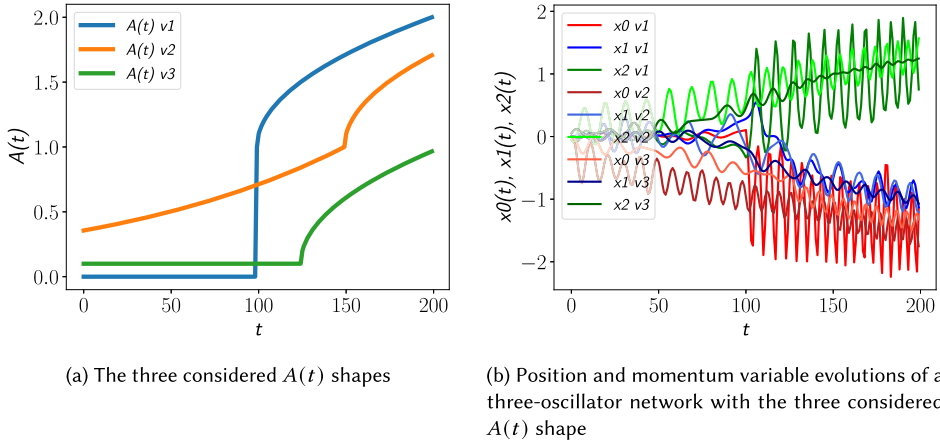 2.0
1.5
1.0
0.5
0.0
A(t)
A(t) v1
A(t) v2
A(t) v3
0 50 100 150 200
t
(a) The three considered A(t) shapes
2
1
0
−1
−2
x0(t), x1(t), x2(t)
x0 v1
x1 v1
x2 v1
x0 v2
x1 v2
x2 v2
x0 v3
x1 v3
x2 v3
0 50 100 150 200
t
(b) Position and momentum variable evolutions of a
three-oscillator network with the three considered
A(t) shape